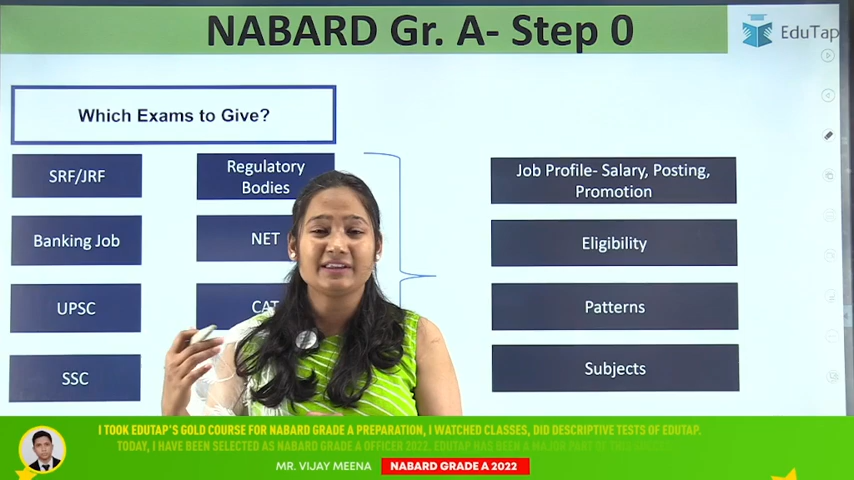 NABARD Gr. A- Step 0
EduTap
Which Exams to Give?
SRF/JRF
Regulatory
Bodies
Job Profile- Salary, Posting,
Promotion
Banking Job
NET
Eligibility
UPSC
CAT
Patterns
SSC
Subjects
I TOOK EDUTAP'S GOLD COURSE FOR NABARD GRADE A PREPARATION, I WATCHED CLASSES, DID DESCRIPTIVE TESTS OF EDUTAP.
TODAY, I HAVE BEEN SELECTED AS NABARD GRADE A OFFICER 2022. EDUTAP HAS BEEN A MAJOR PART OF THIS
MR. VIJAY MEENA
NABARD GRADE A 2022